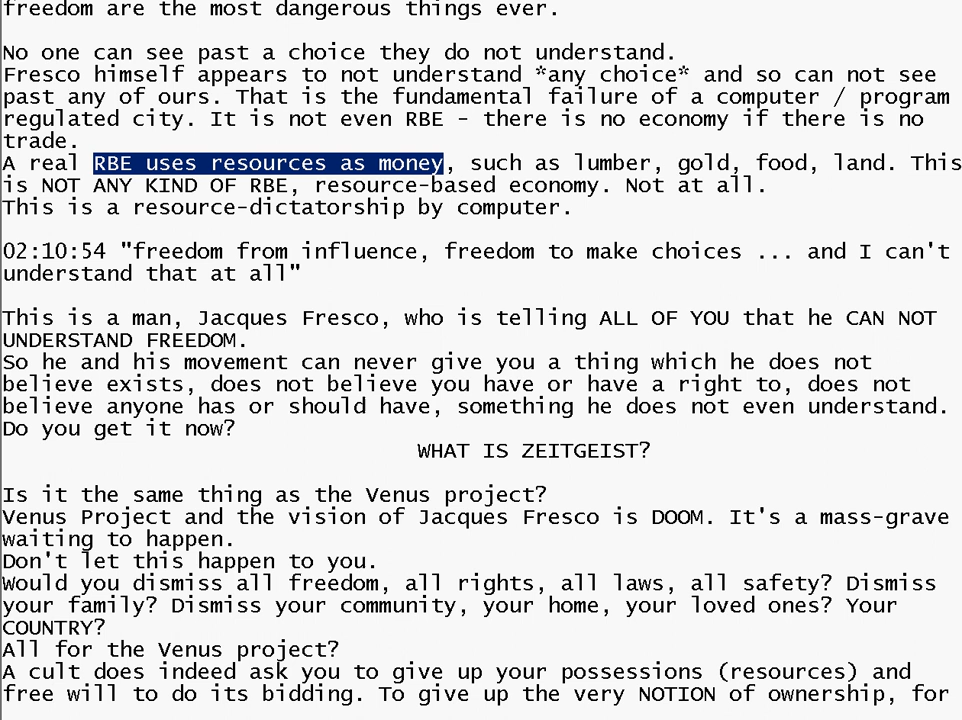 freedom are the most dangerous things ever.
No one can see past a choice they do not understand.
Fresco himself appears to not understand *any choice* and so can not see
past any of ours. That is the fundamental failure of a computer / program
regulated city. It is not even RBE - there is no economy if there is no
trade.
A real RBE uses resources as money, such as lumber, gold, food, land. This
is NOT ANY KIND OF RBE, resource-based economy. Not at all.
This is a resource-dictatorship by computer.
02:10:54 "freedom from influence, freedom to make choices ... and I can't
understand that at all"
This is a man, Jacques Fresco, who is telling ALL OF YOU that he CAN NOT
UNDERSTAND FREEDOM.
So he and his movement can never give you a thing which he does not
believe exists, does not believe you have or have a right to, does not
believe anyone has or should have, something he does not even understand.
Do you get it now?
WHAT IS ZEITGEIST?
Is it the same thing as the Venus project?
Venus Project and the vision of Jacques Fresco is DOOM. It's a mass-grave
waiting to happen.
Don't let this happen to you.
Would you dismiss all freedom, all rights, all laws, all safety? Dismiss
your family? Dismiss your community, your home, your loved ones? Your
COUNTRY?
All for the Venus project?
A cult does indeed ask you to give up your possessions (resources) and
free will to do its bidding. To give up the very NOTION of ownership, for